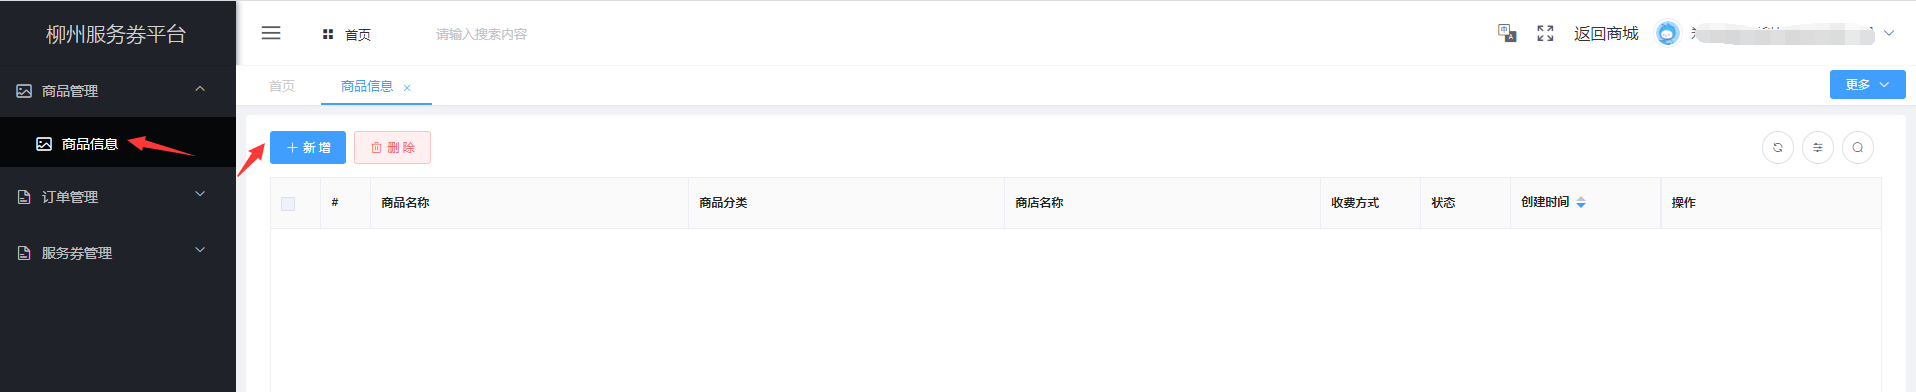 柳州服务券平台
首页
请输入搜索内容
返回商城
商品管理
商品信息
订单管理
服务券管理
首页
商品信息 ×
更多
新增
删除
# 商品名称 商品分类 商店名称 收费方式 状态 创建时间 操作